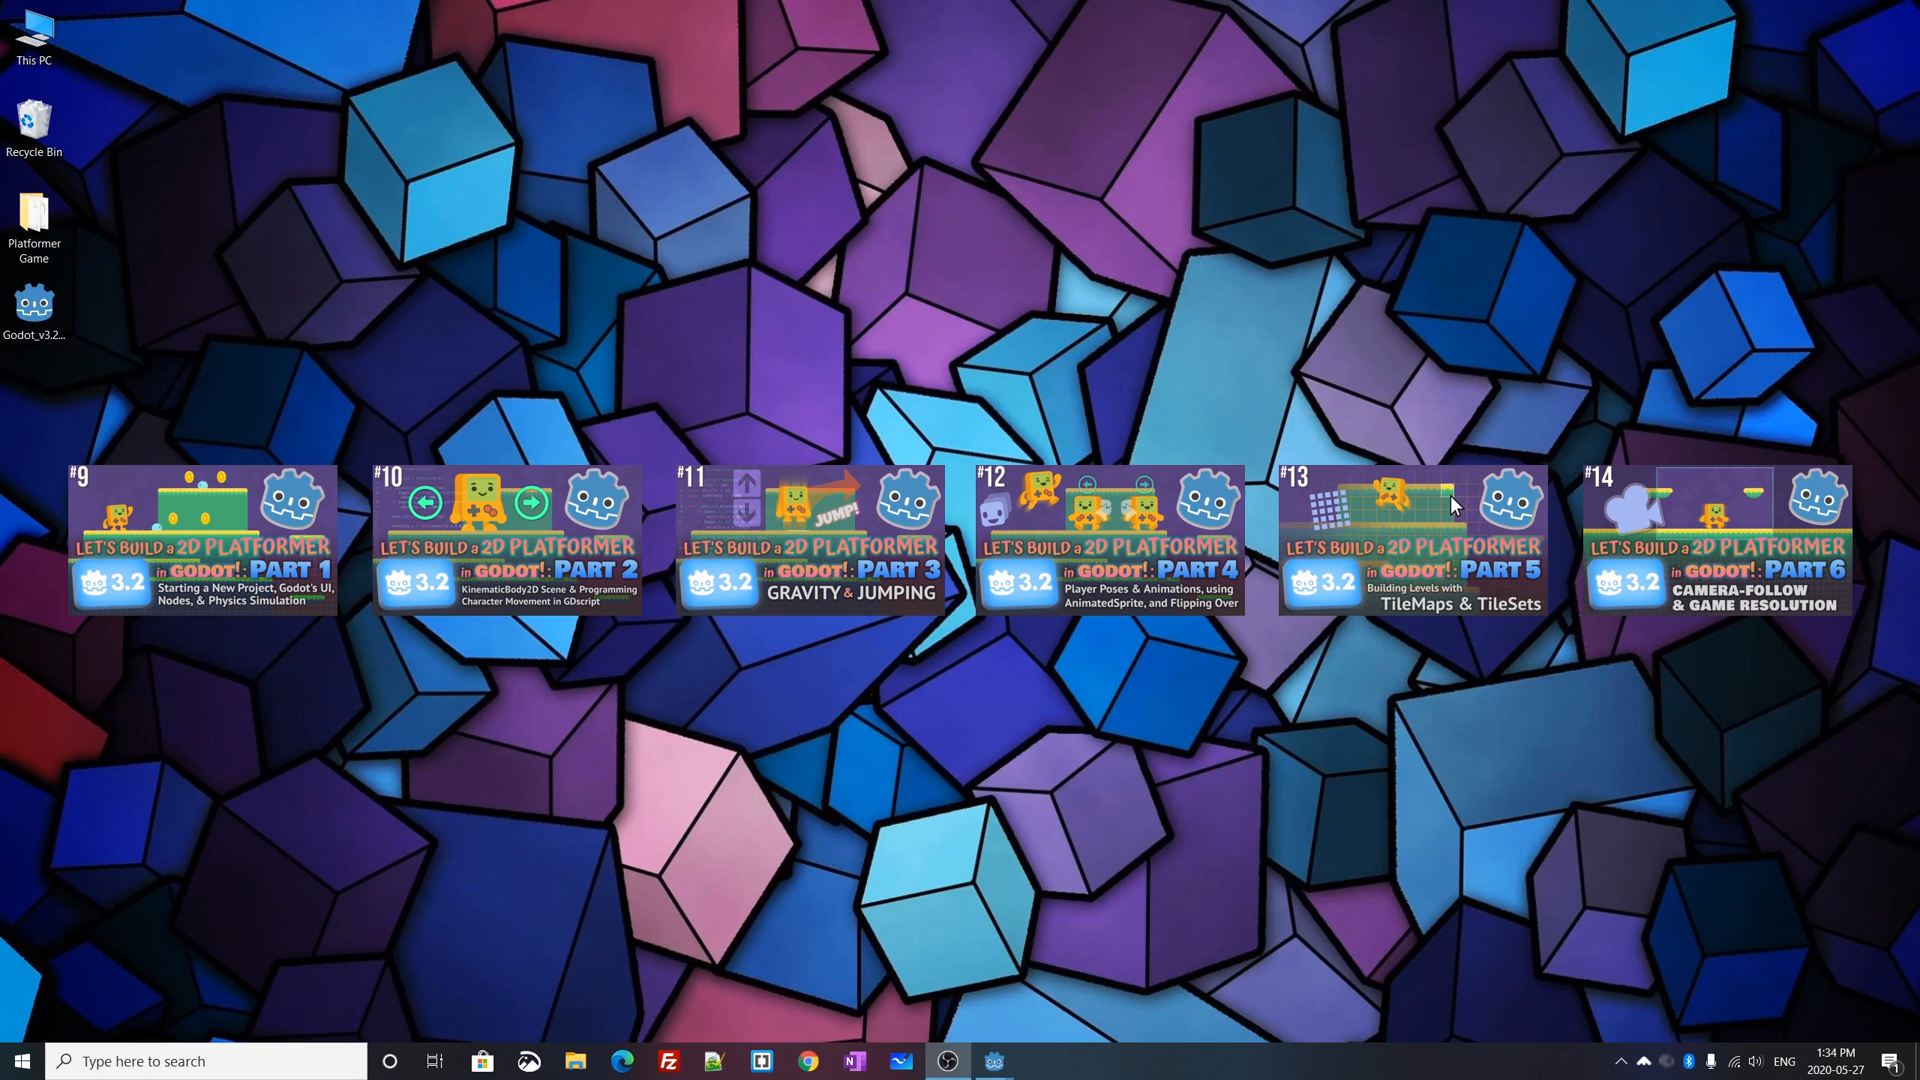 This PC
Recycle Bin
Platformer
Game
Godot_v3.2...
#9
LET'S BUILD a 2D PLATFORMER
in GODOT!: PART 1
3.2
Starting a New Project, Godot's UI,
Nodes, & Physics Simulation
#10
LET'S BUILD a 2D PLATFORMER
in GODOT!: PART 2
3.2
KinematicBody2D Scene & Programming
Character Movement in GDscript
#11
JUMP!
LET'S BUILD a 2D PLATFORMER
in GODOT!: PART 3
3.2
GRAVITY & JUMPING
#12
LET'S BUILD a 2D PLATFORMER
in GODOT!: PART 4
3.2
Player Poses & Animations, using
AnimatedSprite, and Flipping Over
#13
LET'S BUILD a 2D PLATFORMER
in GODOT!: PART 5
3.2
Building Levels with
TileMaps & TileSets
#14
LET'S BUILD a 2D PLATFORMER
in GODOT!: PART 6
3.2
CAMERA-FOLLOW
& GAME RESOLUTION
Type here to search
ENG
1:34 PM
2020-05-27
1